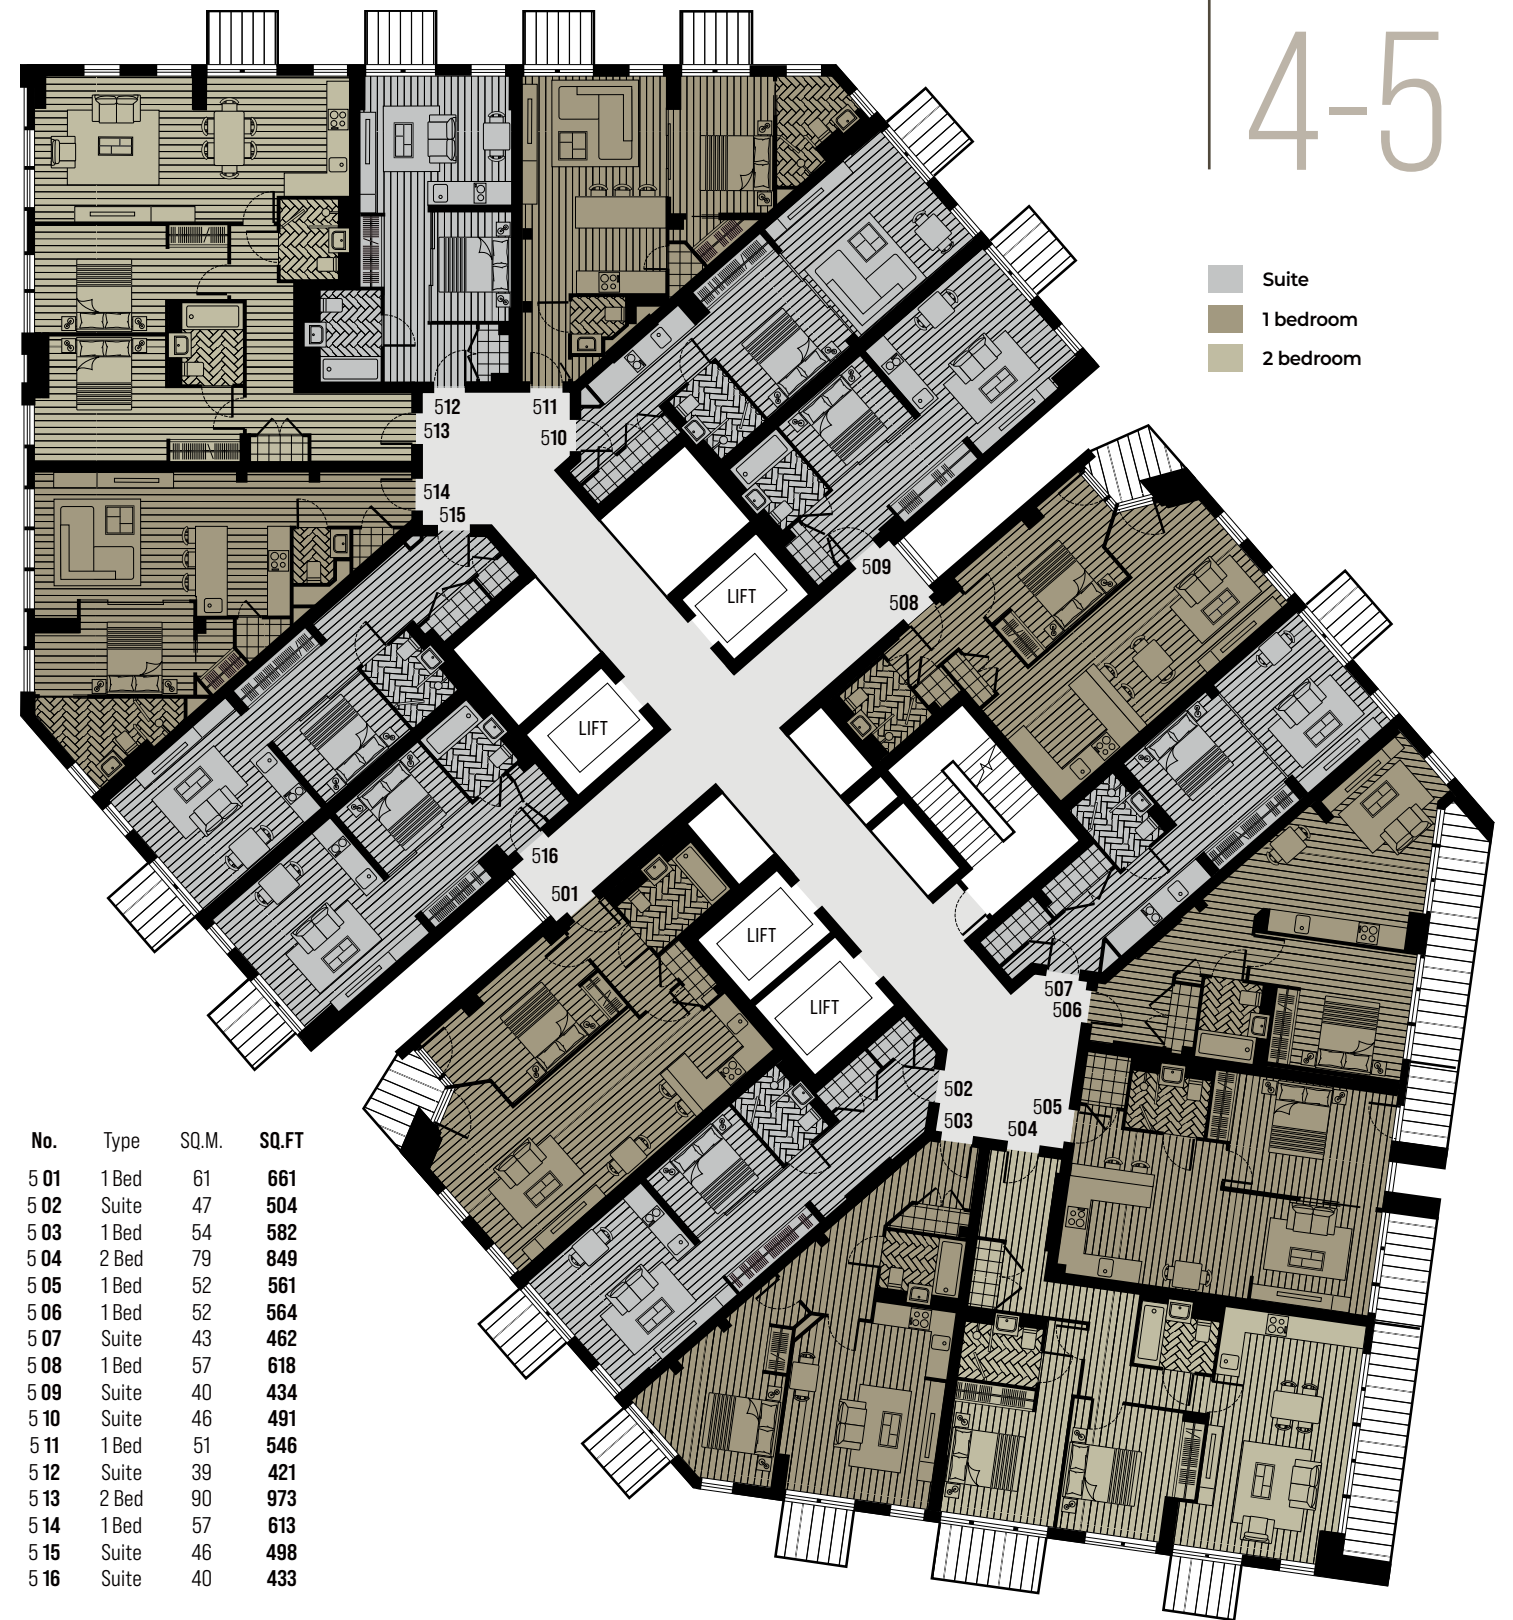 4-5
Suite
1 bedroom
2 bedroom
512
511
513
510
514
515
509
LIFT
508
LIFT
516
501
LIFT
507
LIFT
506
502
505
503
504
No. Type SQ.M. SQ.FT
5 01 1 Bed 61 661
5 02 Suite 47 504
5 03 1 Bed 54 582
5 04 2 Bed 79 849
5 05 1 Bed 52 561
5 06 1 Bed 52 564
5 07 Suite 43 462
5 08 1 Bed 57 618
5 09 Suite 40 434
5 10 Suite 46 491
5 11 1 Bed 51 546
5 12 Suite 39 421
5 13 2 Bed 90 973
5 14 1 Bed 57 613
5 15 Suite 46 498
5 16 Suite 40 433